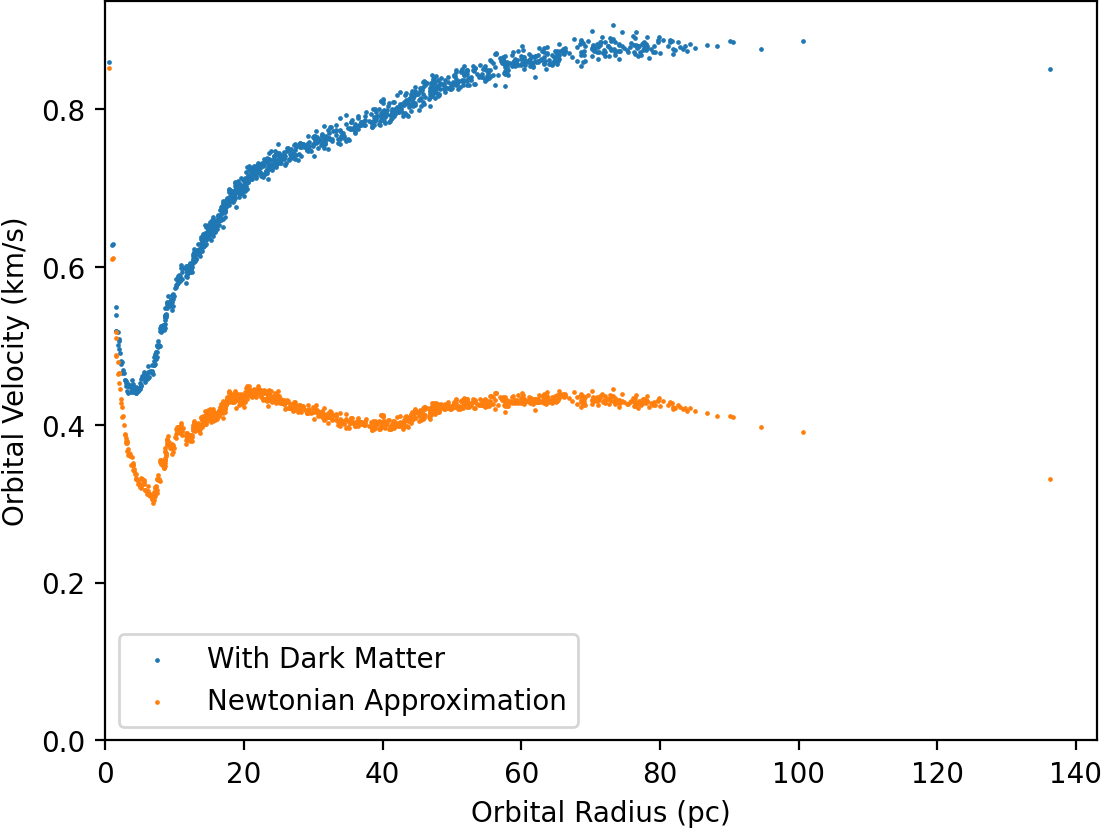 Orbital Velocity (km/s)
0.8
0.6
0.4
0.2
0.0
With Dark Matter
Newtonian Approximation
0 20 40 60 80 100 120 140
Orbital Radius (pc)